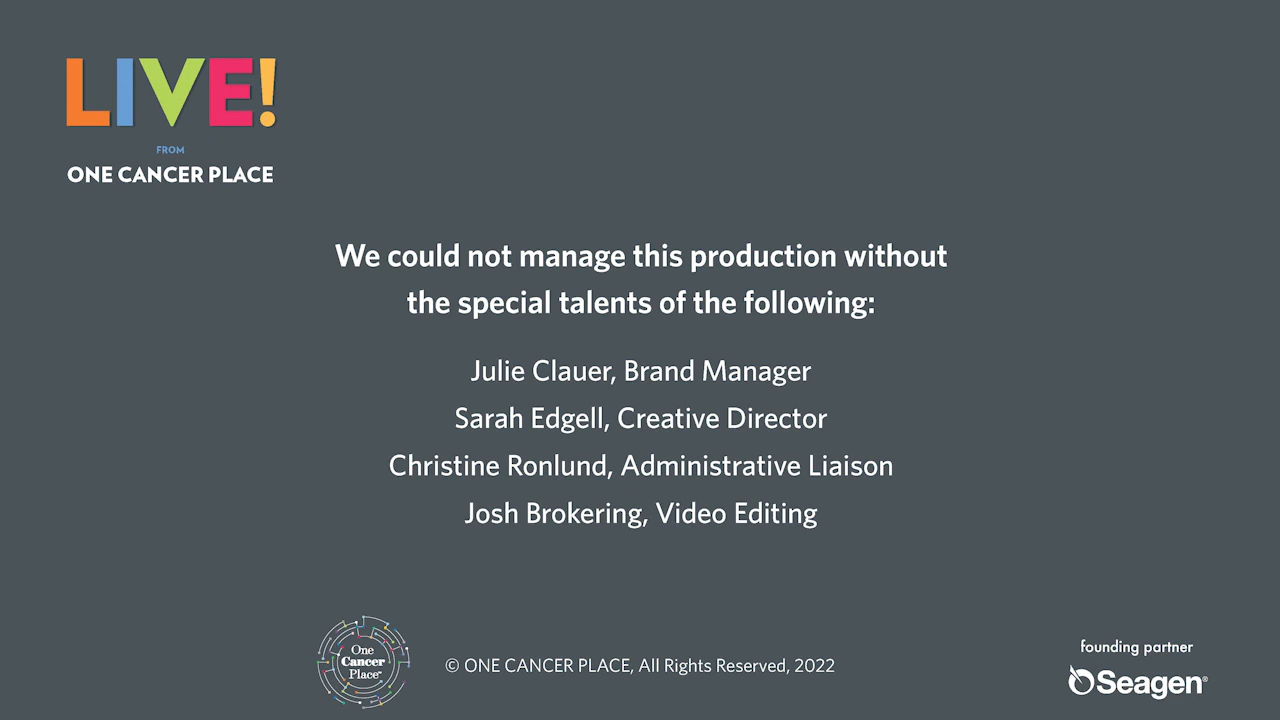 LIVE!
FROM
ONE CANCER PLACE
We could not manage this production without
the special talents of the following:
Julie Clauer, Brand Manager
Sarah Edgell, Creative Director
Christine Ronlund, Administrative Liaison
Josh Brokering, Video Editing
One
Cancer
Place™
© ONE CANCER PLACE, All Rights Reserved, 2022
founding partner
Seagen®